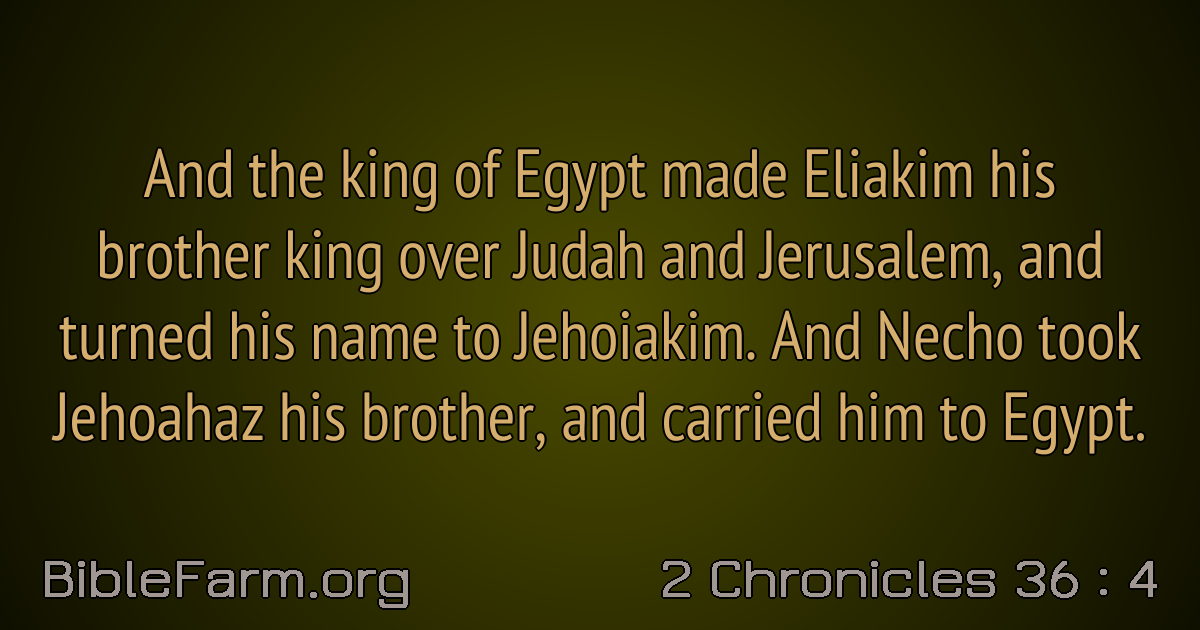 And the king of Egypt made Eliakim his
brother king over Judah and Jerusalem, and
turned his name to Jehoiakim. And Necho took
Jehoahaz his brother, and carried him to Egypt.
BibleFarm.org
2 Chronicles 36 : 4